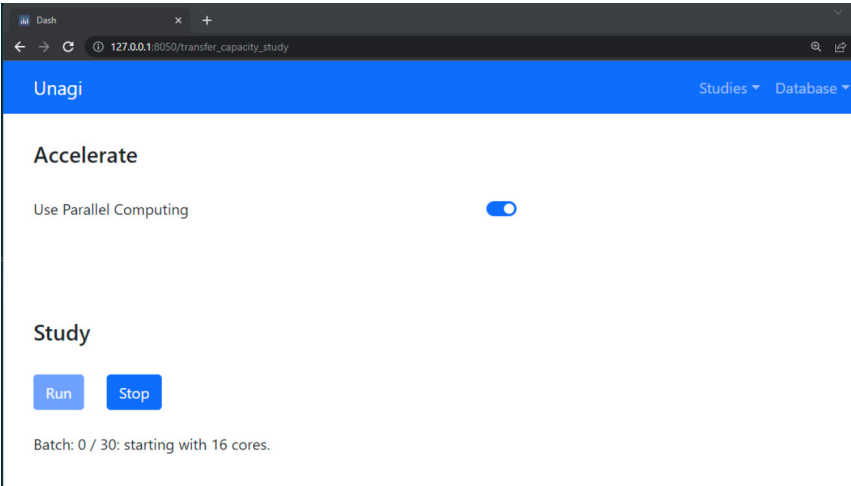 Dash
127.0.0.1:8050/transfer_capacity_study
Unagi
Studies
Database
Accelerate
Use Parallel Computing
Study
Run
Stop
Batch: 0 / 30: starting with 16 cores.